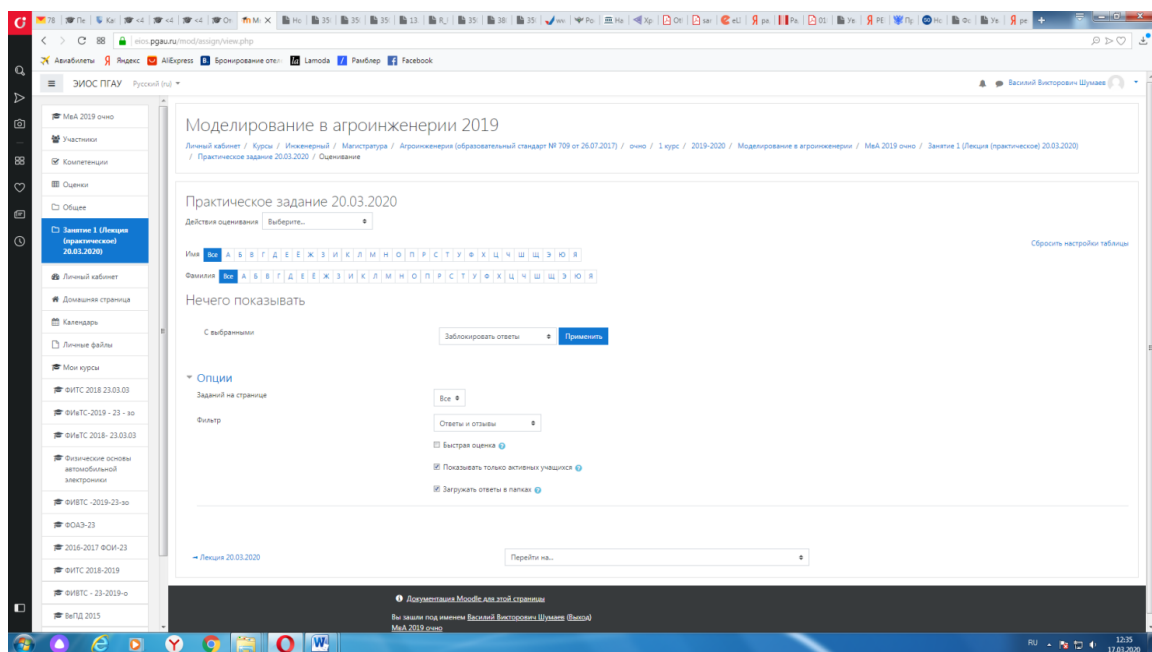 eios.pgau.ru/mod/assign/view.php
Авиабилеты Яндекс AliExpress Бронирование отел Lamoda Рамблер Facebook
ЭИОС ПГАУ Русский (ru)
Василий Викторович Шумаев
МвА 2019 очно
Участники
Компетенции
Оценки
Общее
Занятие 1 (Лекция
(практическое)
20.03.2020)
Личный кабинет
Домашняя страница
Календарь
Личные файлы
Мои курсы
ФИТС 2018 23.03.03
ФИвТС-2019 - 23 - зо
ФИвТС 2018- 23.03.03
Физические основы
автомобильной
электроники
ФИВТС -2019-23-зо
ФОАЭ-23
2016-2017 ФОИ-23
ФИТС 2018-2019
ФИВТС - 23-2019-о
ВеПД 2015
Моделирование в агроинженерии 2019
Личный кабинет / Курсы / Инженерный / Магистратура / Агроинженерия (образовательный стандарт № 709 от 26.07.2017) / очно / 1 курс / 2019-2020 / Моделирование в агроинженерии / МвА 2019 очно / Занятие 1 (Лекция (практическое) 20.03.2020)
/ Практическое задание 20.03.2020 / Оценивание
Практическое задание 20.03.2020
Действия оценивания Выберите...
Сбросить настройки таблицы
Имя Все А Б В Г Д Е Ё Ж З И К Л М Н О П Р С Т У Ф Х Ц Ч Ш Щ Э Ю Я
Фамилия Все А Б В Г Д Е Ё Ж З И К Л М Н О П Р С Т У Ф Х Ц Ч Ш Щ Э Ю Я
Нечего показывать
С выбранными Заблокировать ответы Применить
Опции
Заданий на странице Все
Фильтр Ответы и отзывы
Быстрая оценка
Показывать только активных учащихся
Загружать ответы в папках
→ Лекция 20.03.2020 Перейти на...
Документация Moodle для этой страницы
Вы зашли под именем Василий Викторович Шумаев (Выход)
МвА 2019 очно
RU 12:35
17.03.2020